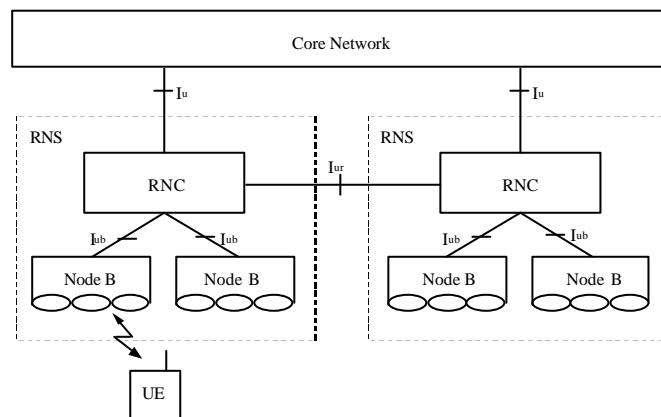 Core Network
Iu
Iu
RNS
RNS
Iur
RNC
RNC
Iub
Iub
Iub
Iub
Node B
Node B
Node B
Node B
UE